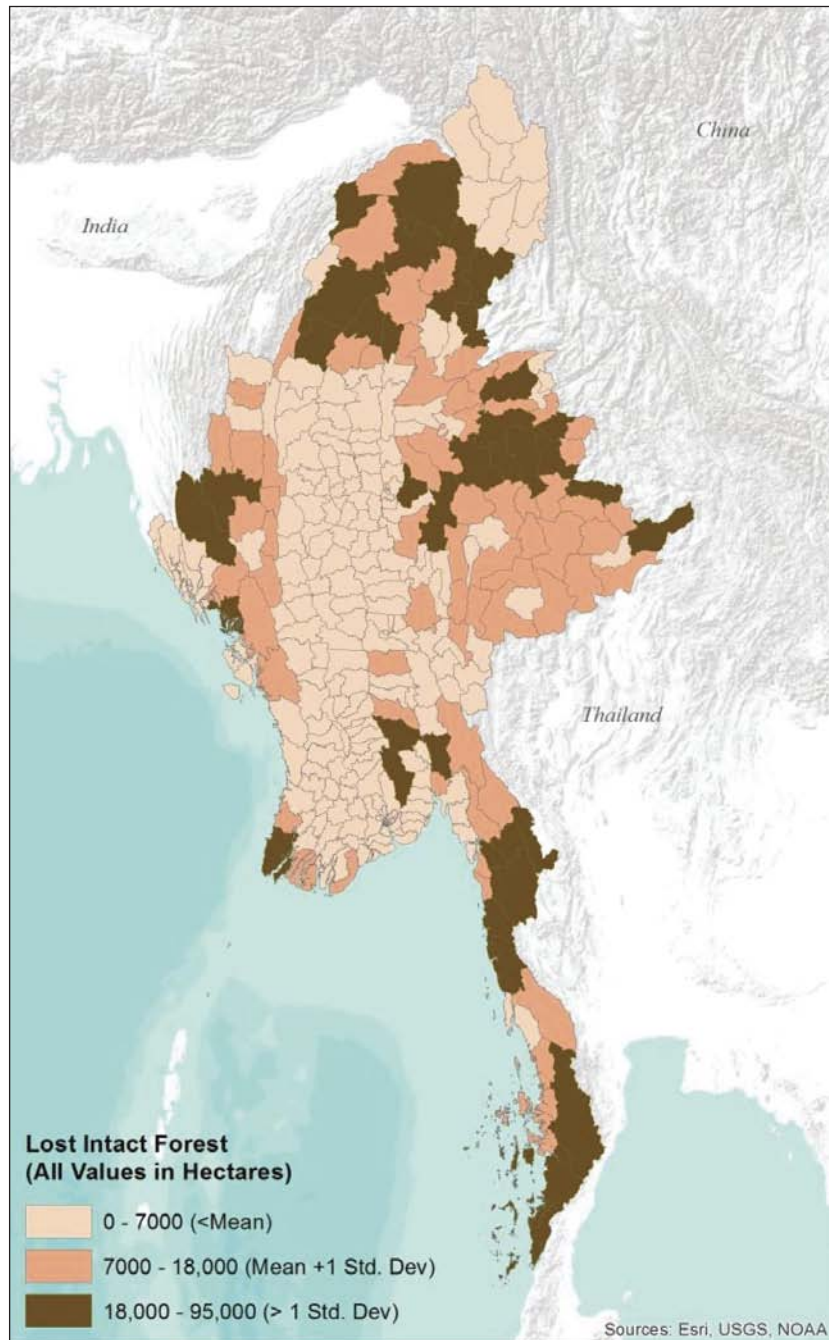 China
India
Thailand
Lost Intact Forest
(All Values in Hectares)
0 - 7000 (<Mean)
7000 - 18,000 (Mean +1 Std. Dev)
18,000 - 95,000 (> 1 Std. Dev)
Sources: Esri, USGS, NOAA